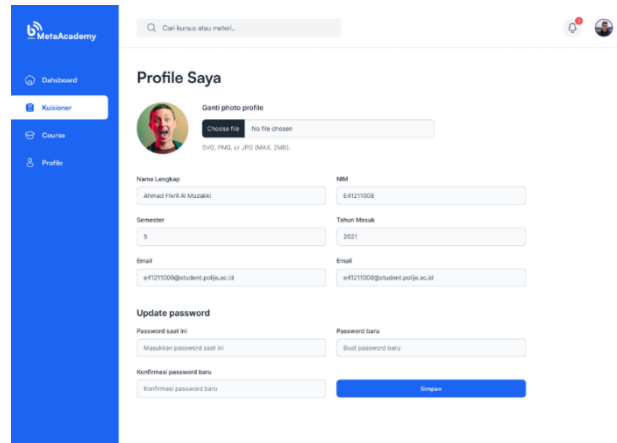 MetaAcademy
Cari kursus atau materi..
Dahsboard
Kuisioner
Course
Profile
Profile Saya
Ganti photo profile
Choose file No file chosen
SVG, PNG, or JPG (MAX. 2MB).
Nama Lengkap NIM
Ahmad Fikril Al Muzakki E41211008
Semester Tahun Masuk
5 2021
Email Email
e41211008@student.polije.ac.id e41211008@student.polije.ac.id
Update password
Password saat ini Password baru
Masukkan password saat ini Buat password baru
Konfirmasi password baru
Konfirmasi password baru Simpan